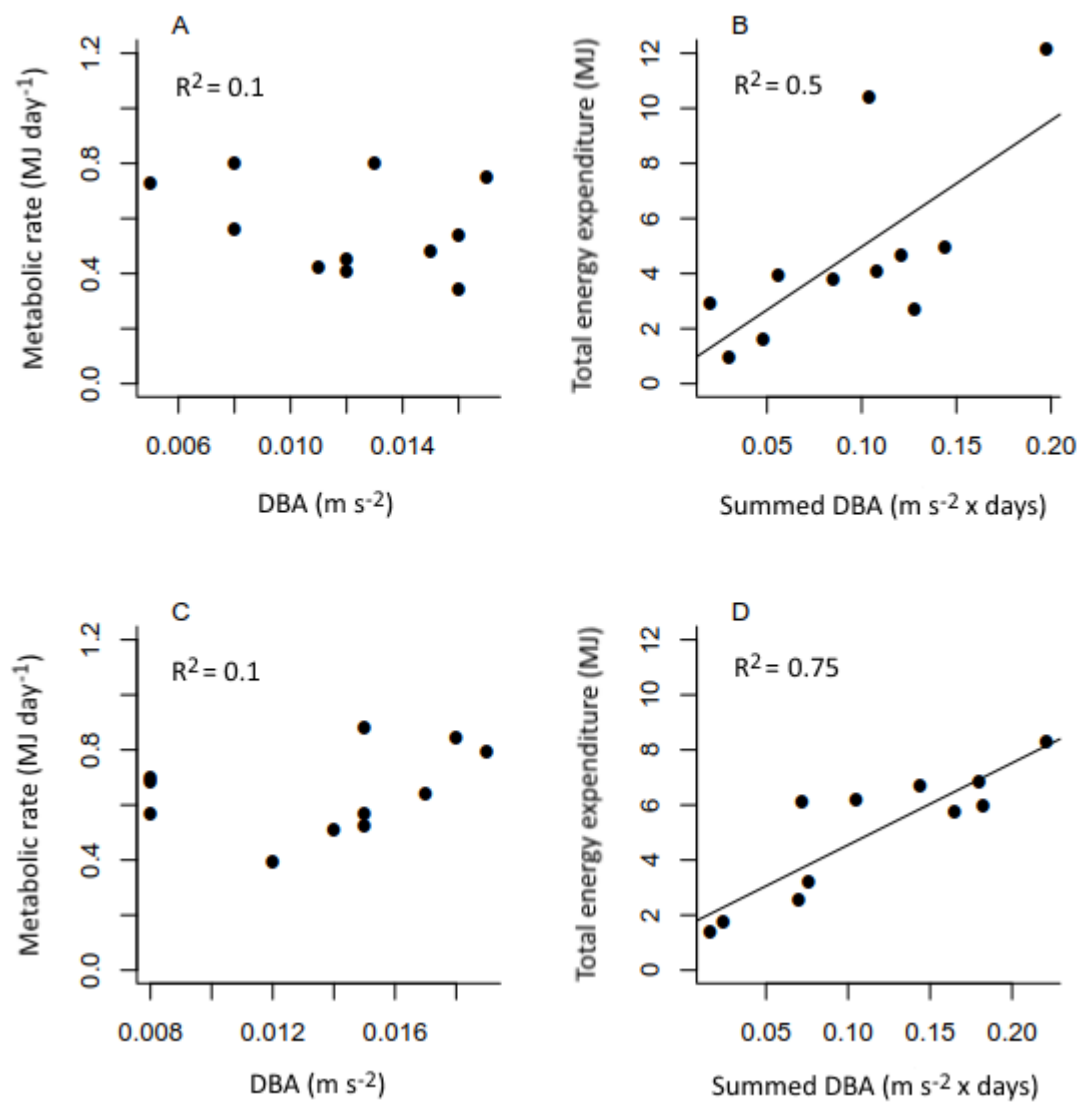 A
Metabolic rate (MJ day-1)
1.2
0.8
0.4
0.0
R2 = 0.1
0.006
0.010
0.014
DBA (m s-2)
B
Total energy expenditure (MJ)
12
10
8
6
4
2
0
R2 = 0.5
0.05
0.10
0.15
0.20
Summed DBA (m s-2 x days)
C
Metabolic rate (MJ day-1)
1.2
0.8
0.4
0.0
R2 = 0.1
0.008
0.012
0.016
DBA (m s-2)
D
Total energy expenditure (MJ)
12
10
8
6
4
2
0
R2 = 0.75
0.05
0.10
0.15
0.20
Summed DBA (m s-2 x days)